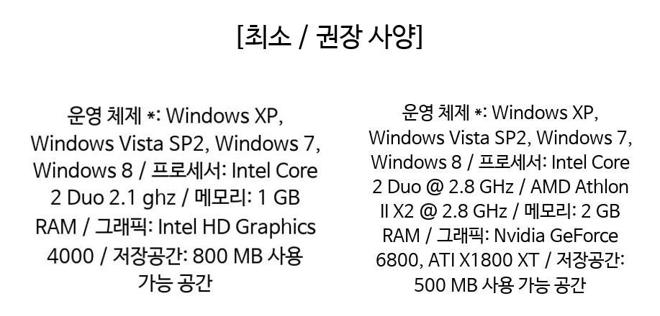 [최소 / 권장 사양]
운영 체제 *: Windows XP,
Windows Vista SP2, Windows 7,
Windows 8 / 프로세서: Intel Core
2 Duo 2.1 ghz / 메모리: 1 GB
RAM / 그래픽: Intel HD Graphics
4000 / 저장공간: 800 MB 사용
가능 공간
운영 체제 *: Windows XP,
Windows Vista SP2, Windows 7,
Windows 8 / 프로세서: Intel Core
2 Duo @ 2.8 GHz / AMD Athlon
II X2 @ 2.8 GHz / 메모리: 2 GB
RAM / 그래픽: Nvidia GeForce
6800, ATI X1800 XT / 저장공간:
500 MB 사용 가능 공간